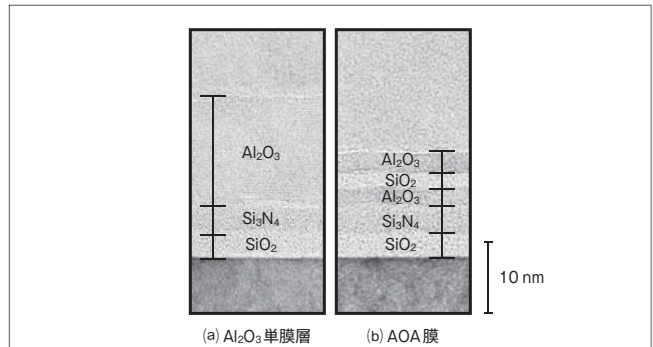 Al₂O₃
Si₃N₄
SiO₂
Al₂O₃
SiO₂
Al₂O₃
Si₃N₄
SiO₂
10 nm
(a) Al₂O₃単膜層
(b) AOA膜